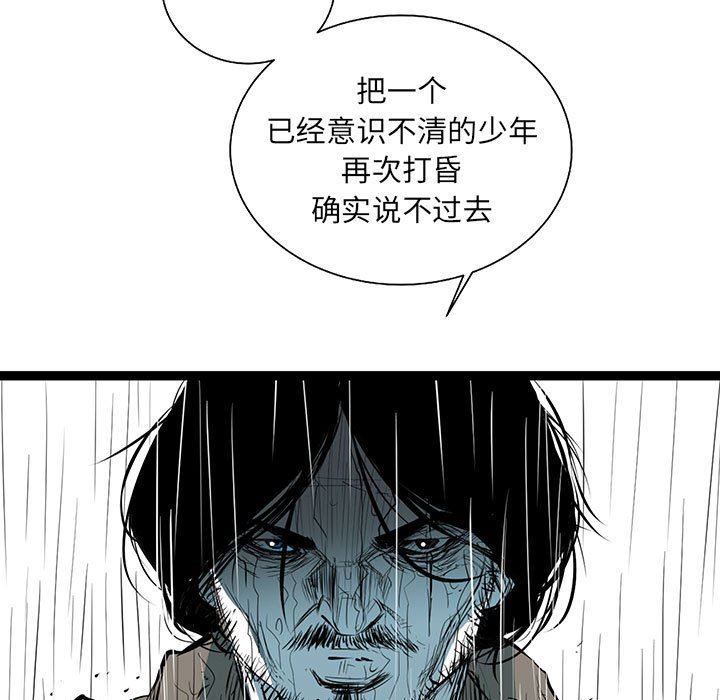 把一个
已经意识不清的少年
再次打昏
确实说不过去